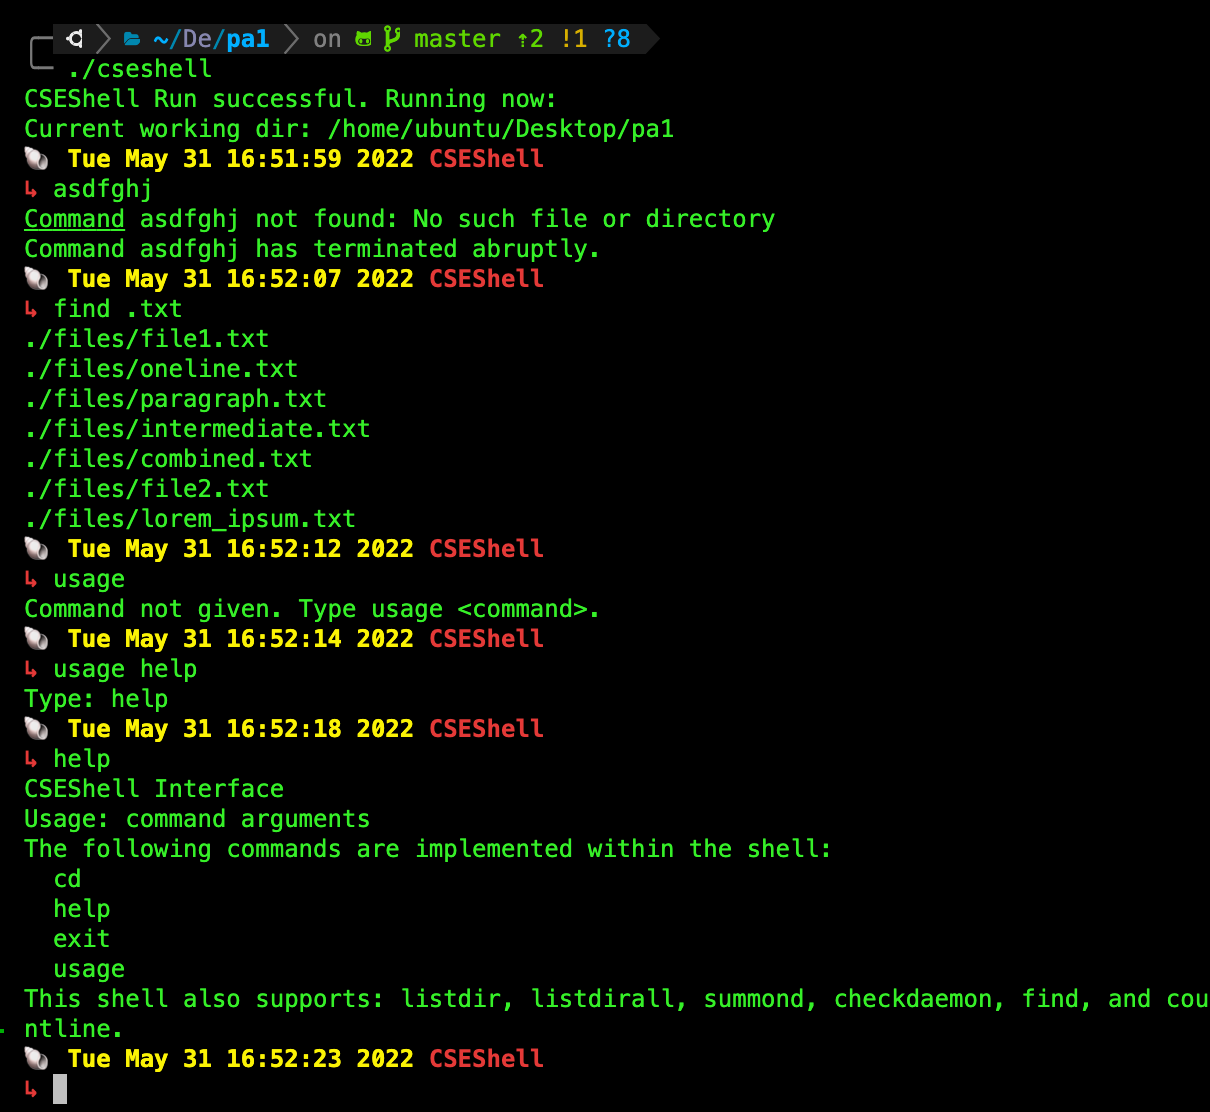 ~/De/pa1 on master ⇡2 !1 ?8
./cseshell
CSEShell Run successful. Running now:
Current working dir: /home/ubuntu/Desktop/pa1
🐚 Tue May 31 16:51:59 2022 CSEShell
↳ asdfghj
Command asdfghj not found: No such file or directory
Command asdfghj has terminated abruptly.
🐚 Tue May 31 16:52:07 2022 CSEShell
↳ find .txt
./files/file1.txt
./files/oneline.txt
./files/paragraph.txt
./files/intermediate.txt
./files/combined.txt
./files/file2.txt
./files/lorem_ipsum.txt
🐚 Tue May 31 16:52:12 2022 CSEShell
↳ usage
Command not given. Type usage <command>.
🐚 Tue May 31 16:52:14 2022 CSEShell
↳ usage help
Type: help
🐚 Tue May 31 16:52:18 2022 CSEShell
↳ help
CSEShell Interface
Usage: command arguments
The following commands are implemented within the shell:
  cd
  help
  exit
  usage
This shell also supports: listdir, listdirall, summond, checkdaemon, find, and cou
ntline.
🐚 Tue May 31 16:52:23 2022 CSEShell
↳